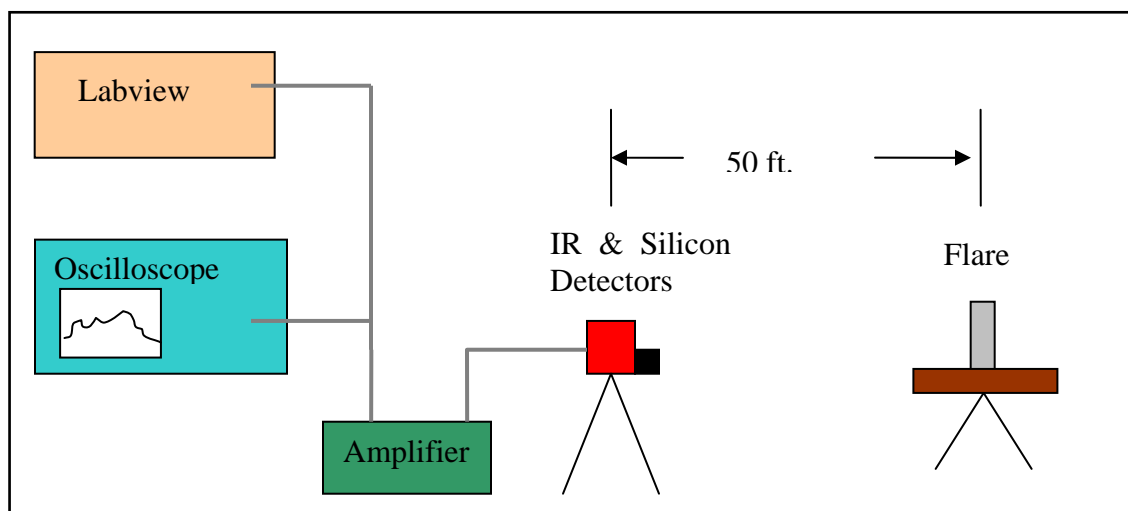 Labview
50 ft.
IR & Silicon
Detectors
Flare
Oscilloscope
Amplifier